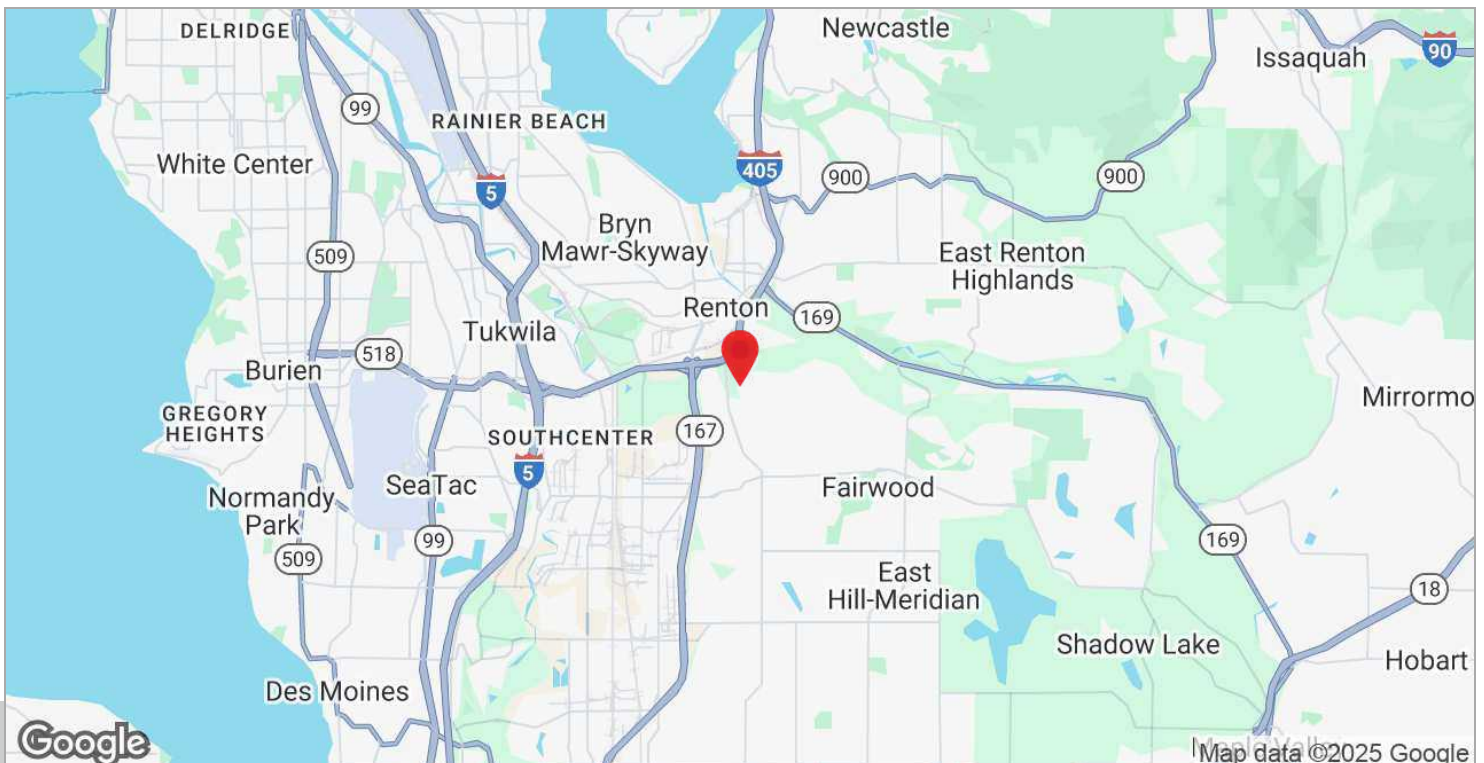 DELRIDGE
Newcastle
90
Issaquah
99
RAINIER BEACH
White Center
405
900
900
5
Bryn
Mawr-Skyway
509
East Renton
Highlands
Renton
169
Tukwila
518
Burien
Mirrormo
GREGORY
HEIGHTS
SOUTHCENTER
167
5
SeaTac
Fairwood
Normandy
Park
99
169
509
East
Hill-Meridian
18
Shadow Lake
Hobart
Des Moines
Google
Maple Valley
Map data ©2025 Google